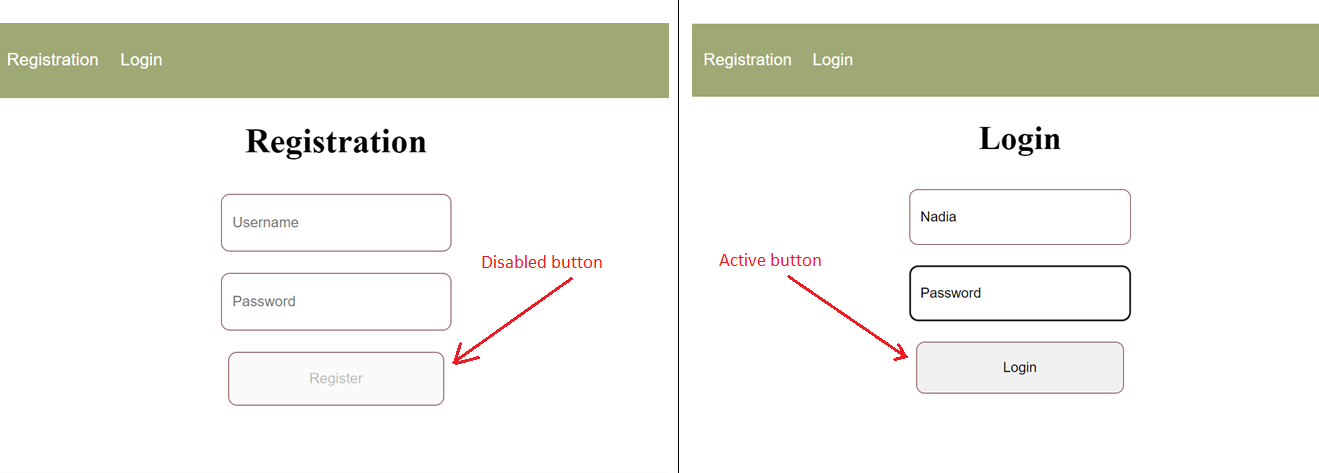 Registration Login
Registration
Username
Disabled button
Password
Register
Registration Login
Login
Nadia
Active button
Password
Login